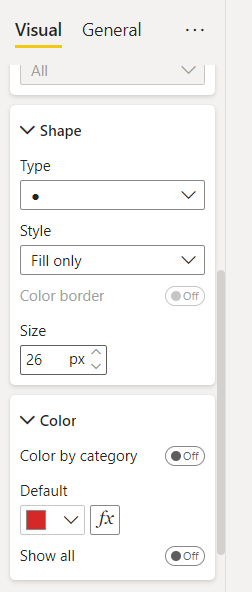 Visual General ...
All
Shape
Type
●
Style
Fill only
Color border Off
Size
26 px
Color
Color by category Off
Default
fx
Show all Off